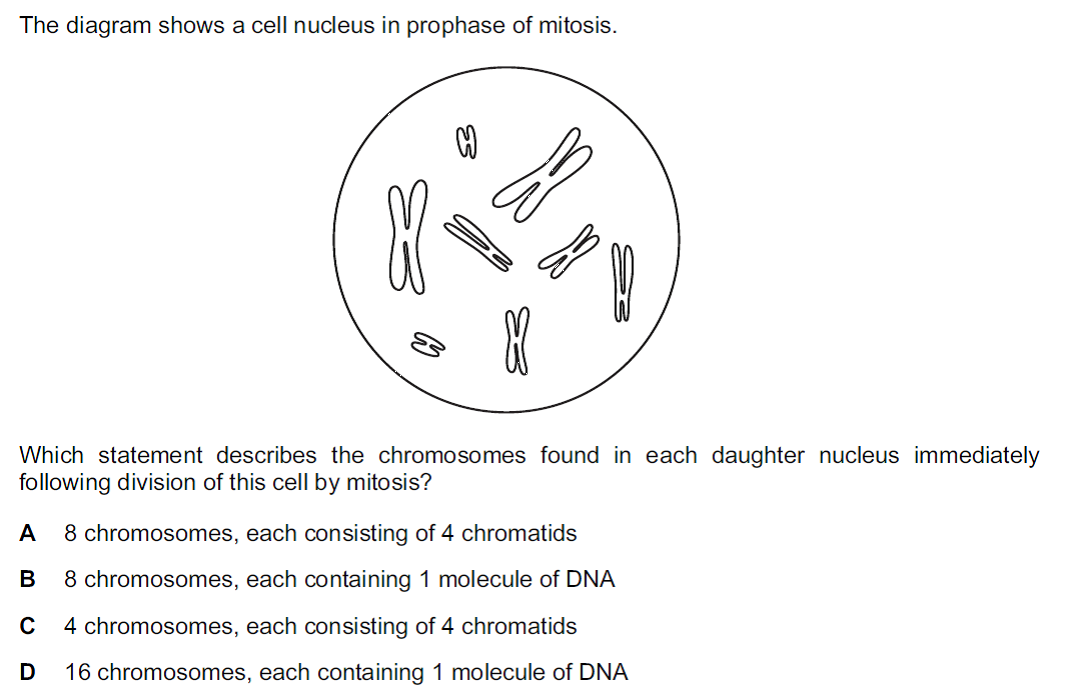 The diagram shows a cell nucleus in prophase of mitosis.
Which statement describes the chromosomes found in each daughter nucleus immediately
following division of this cell by mitosis?
A 8 chromosomes, each consisting of 4 chromatids
B 8 chromosomes, each containing 1 molecule of DNA
C 4 chromosomes, each consisting of 4 chromatids
D 16 chromosomes, each containing 1 molecule of DNA